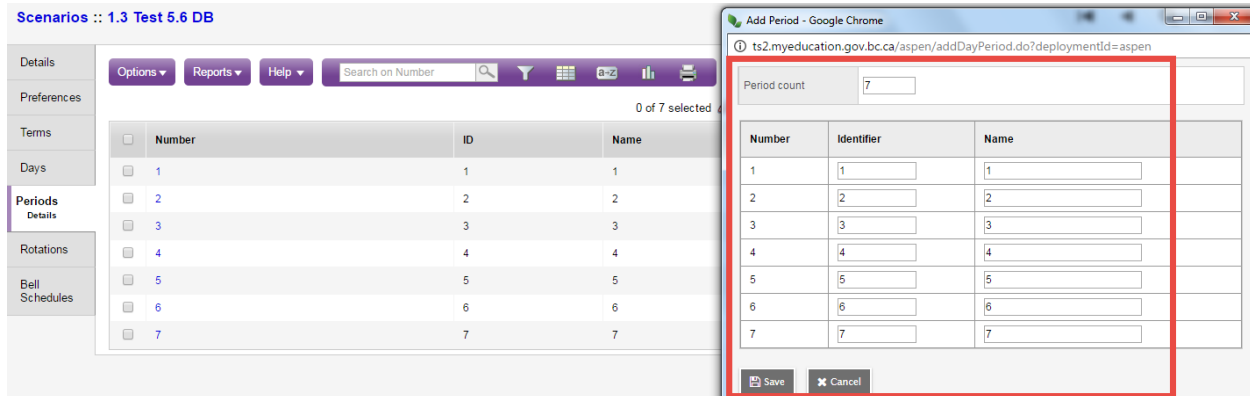 Scenarios :: 1.3 Test 5.6 DB
Details
Preferences
Terms
Days
Periods
Details
Rotations
Bell
Schedules
Options Reports Help Search on Number a-z
0 of 7 selected
Number ID Name
1 1 1
2 2 2
3 3 3
4 4 4
5 5 5
6 6 6
7 7 7
Add Period - Google Chrome
ts2.myeducation.gov.bc.ca/aspen/addDayPeriod.do?deploymentId=aspen
Period count 7
Number Identifier Name
1 1 1
2 2 2
3 3 3
4 4 4
5 5 5
6 6 6
7 7 7
Save Cancel